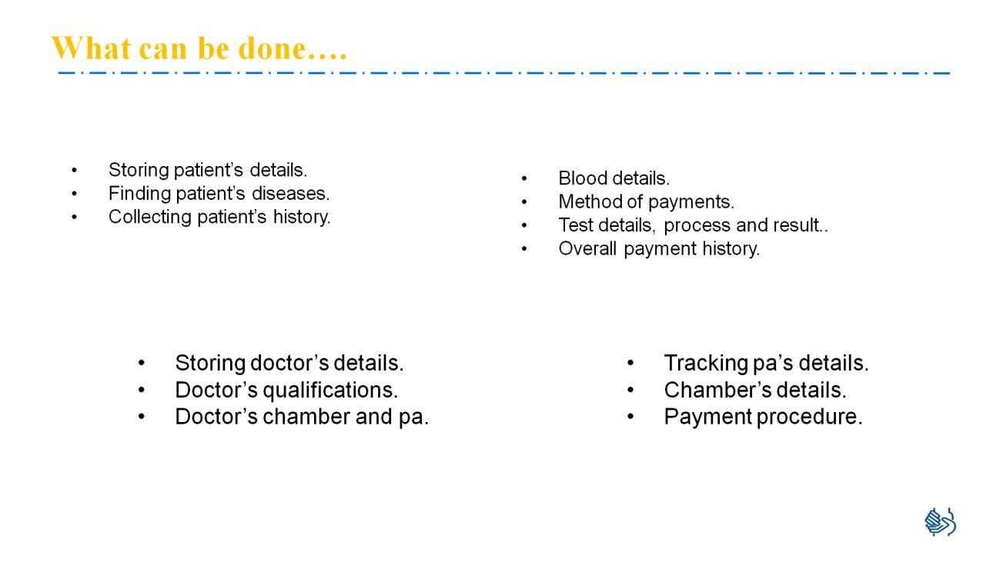 What can be done….
• Storing patient’s details.
• Finding patient’s diseases.
• Collecting patient’s history.
• Blood details.
• Method of payments.
• Test details, process and result..
• Overall payment history.
• Storing doctor’s details.
• Doctor’s qualifications.
• Doctor’s chamber and pa.
• Tracking pa’s details.
• Chamber’s details.
• Payment procedure.